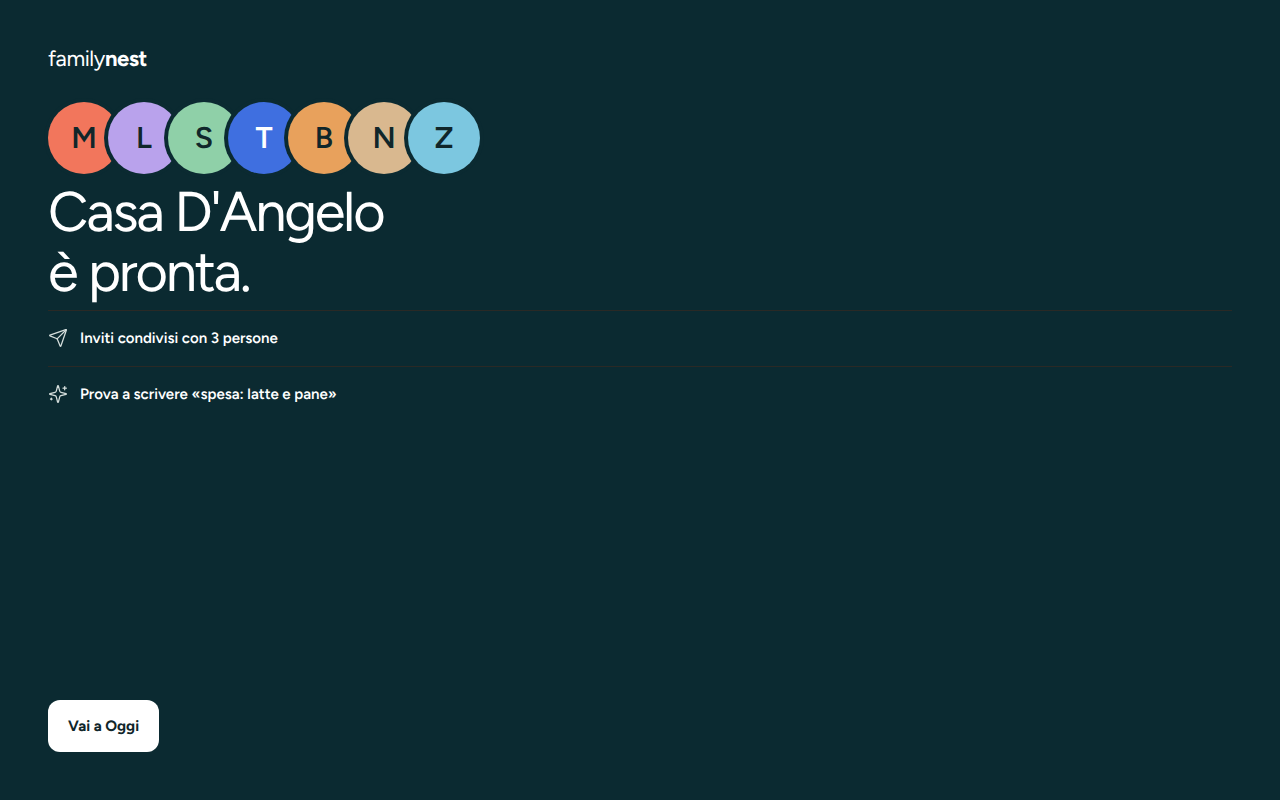 familynest
M L S T B N Z
Casa D'Angelo
è pronta.
Inviti condivisi con 3 persone
Prova a scrivere «spesa: latte e pane»
Vai a Oggi